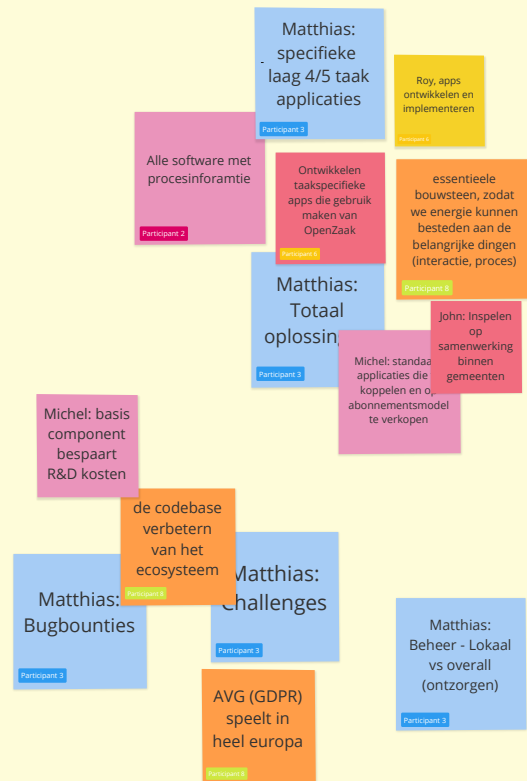 Matthias:
specifieke
laag 4/5 taak
applicaties
Participant 3
Roy, apps
ontwikkelen en
implementeren
Participant 6
Alle software met
procesinforamtie
Participant 2
Ontwikkelen
taakspecifieke
apps die gebruik
maken van
OpenZaak
Participant 6
essentieele
bouwsteen, zodat
we energie kunnen
besteden aan de
belangrijke dingen
(interactie, proces)
Participant 8
Matthias:
Totaal
Participant 3
John: Inspelen
op
samenwerking
binnen
gemeenten
Michel:
applicaties die
koppelen en
abonnementsmodel
te verkopen
Michel: basis
component
bespaart
R&D kosten
de codebase
verbetern
van het
ecosysteem
Participant 8
Matthias:
Challenges
Participant 3
Matthias:
Bugbounties
Participant 3
Matthias:
Beheer - Lokaal
vs overall
(ontzorgen)
Participant 3
AVG (GDPR)
speelt in
heel europa
Participant 8